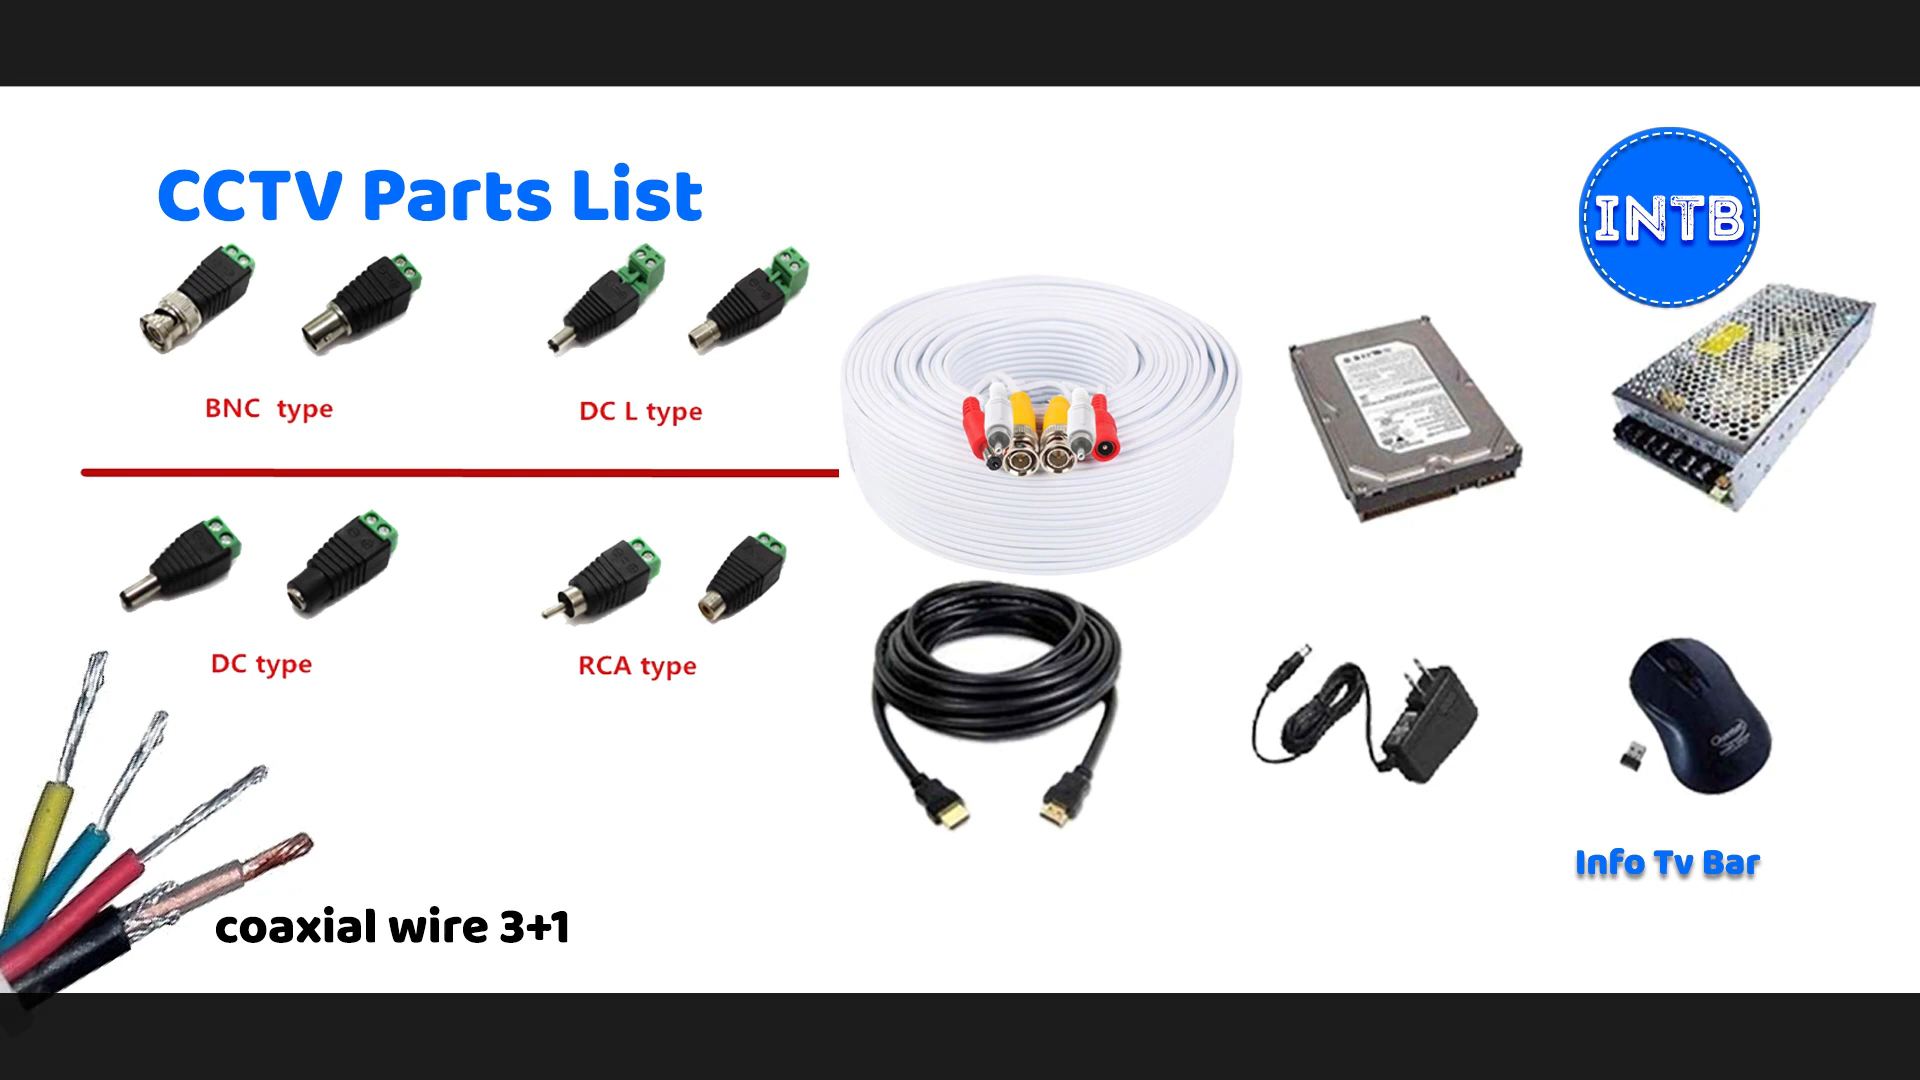 CCTV Parts List
INTB
BNC type
DC L type
DC type
RCA type
coaxial wire 3+1
Info Tv Bar